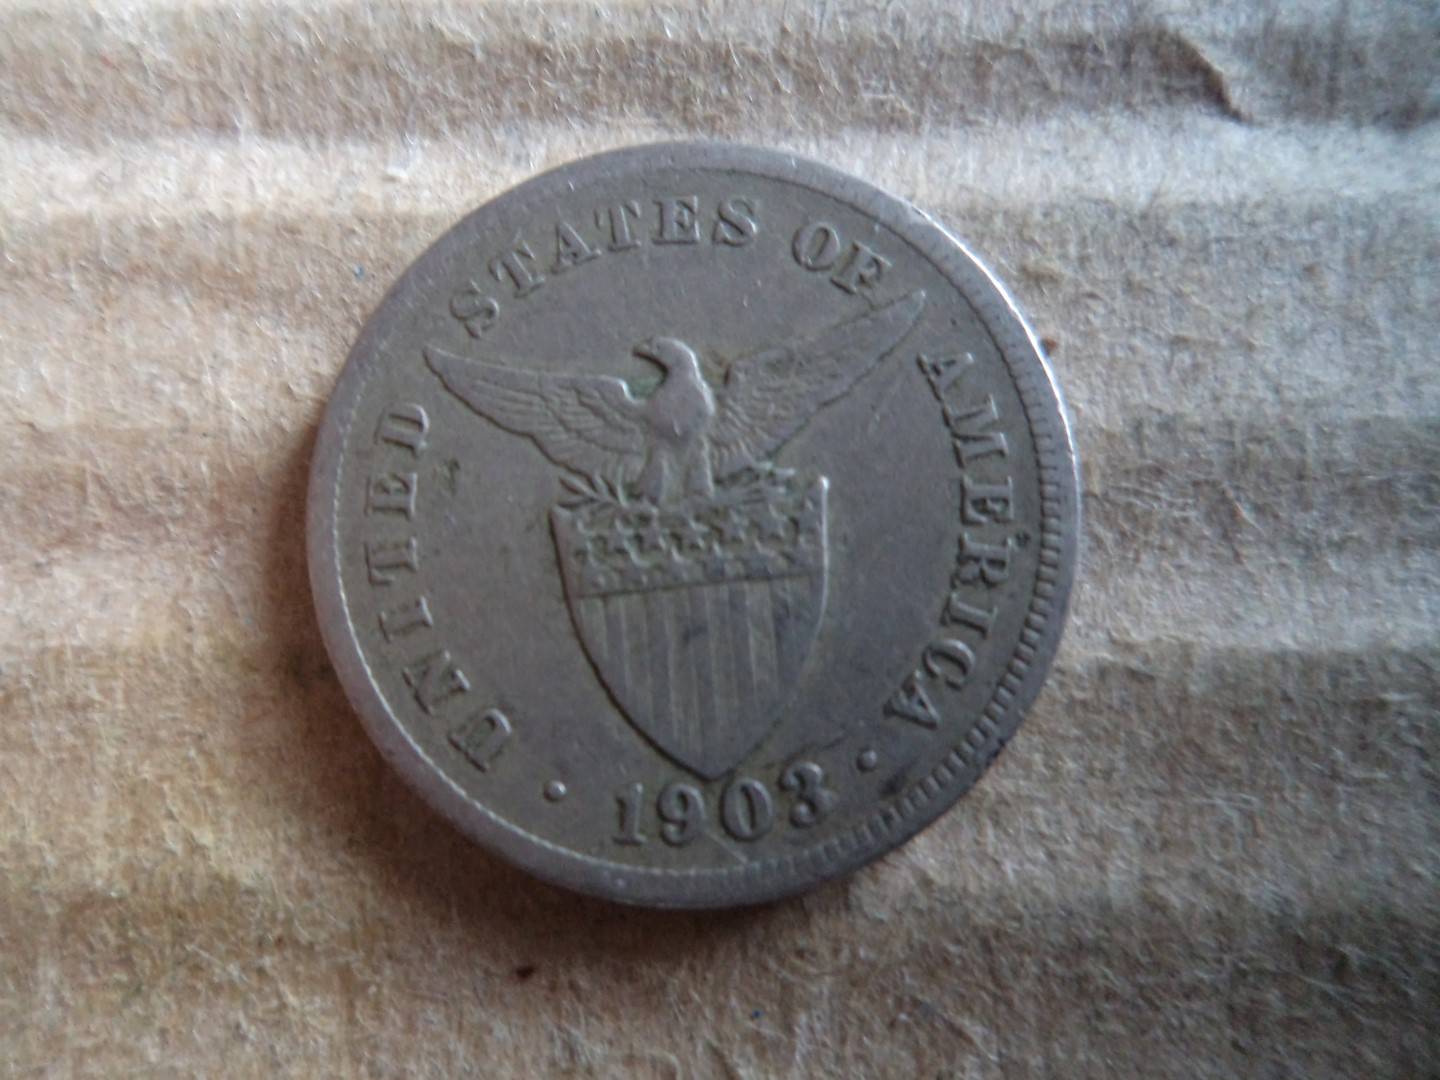 UNITED STATES OF AMERICA
· 1903 ·